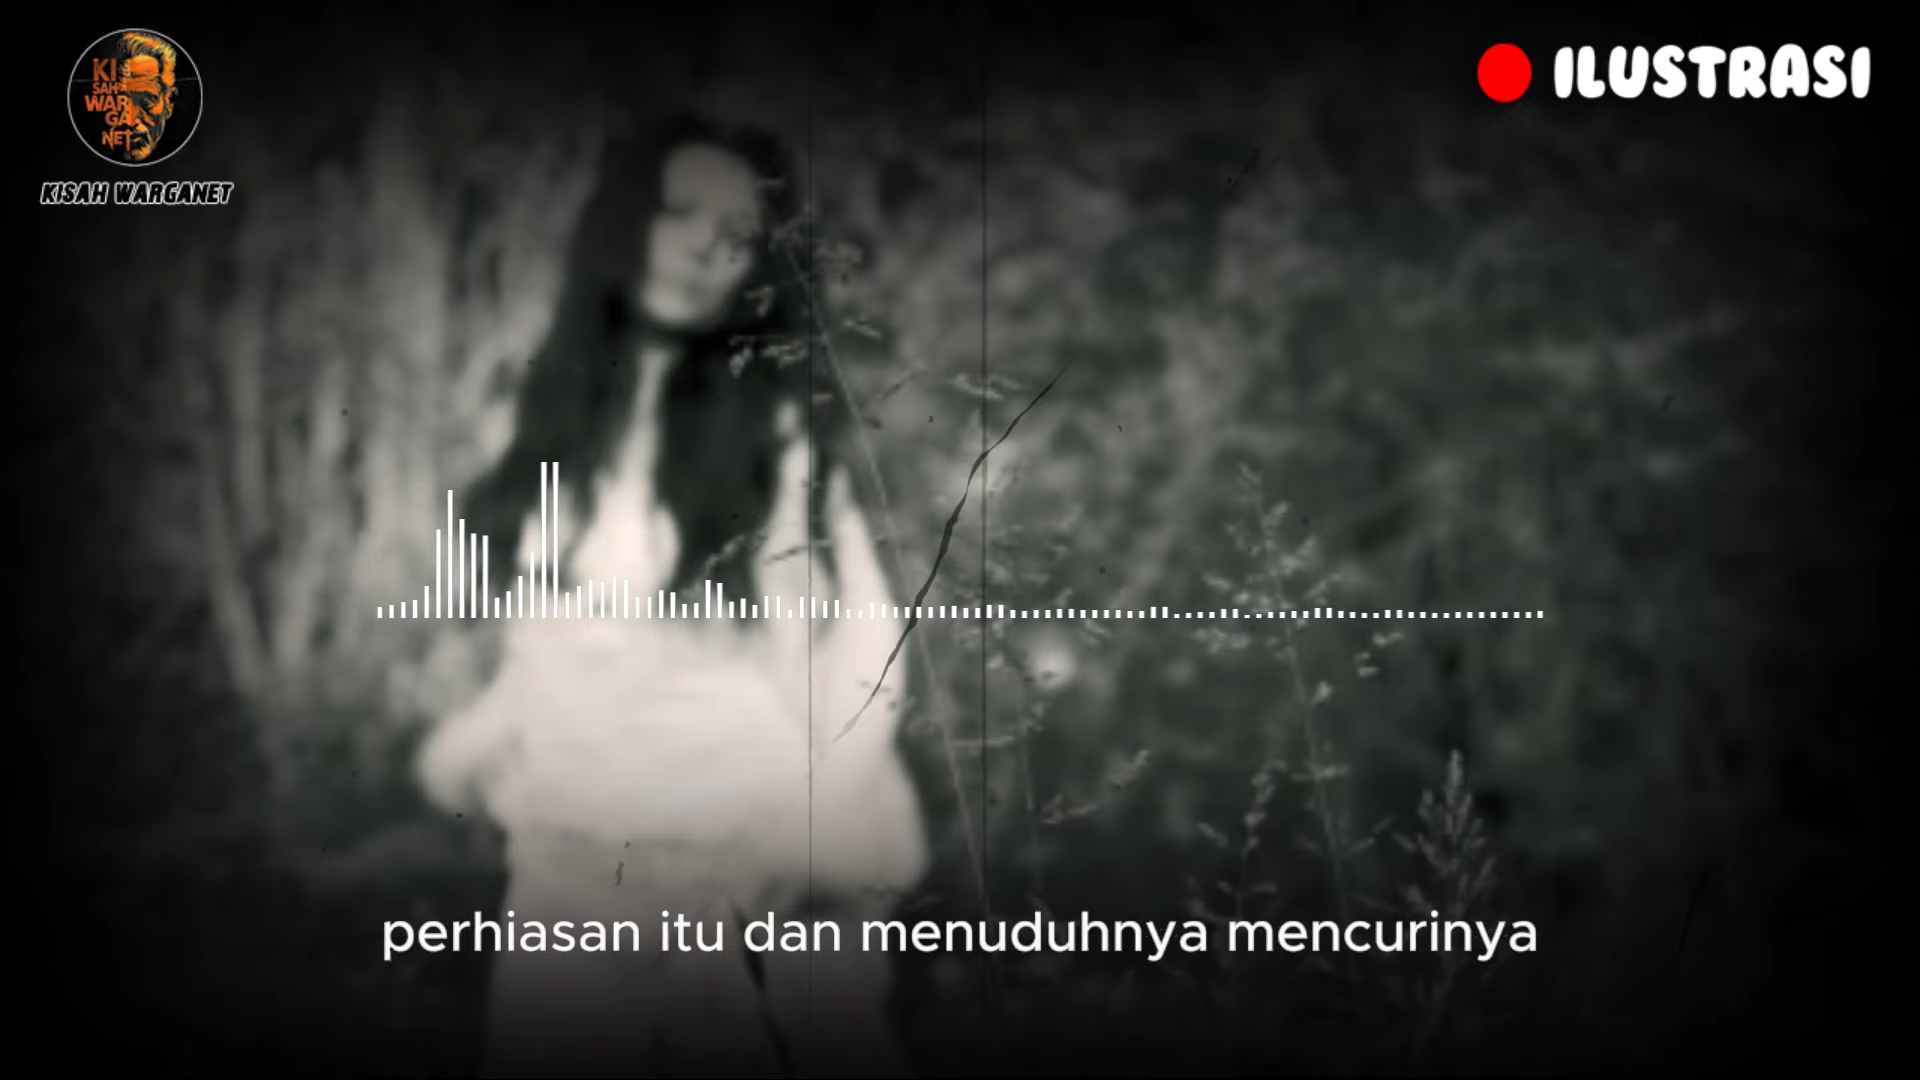 KI
SAH
WAR
GA
NET
KISAH WARGANET
ILUSTRASI
perhiasan itu dan menuduhnya mencurinya